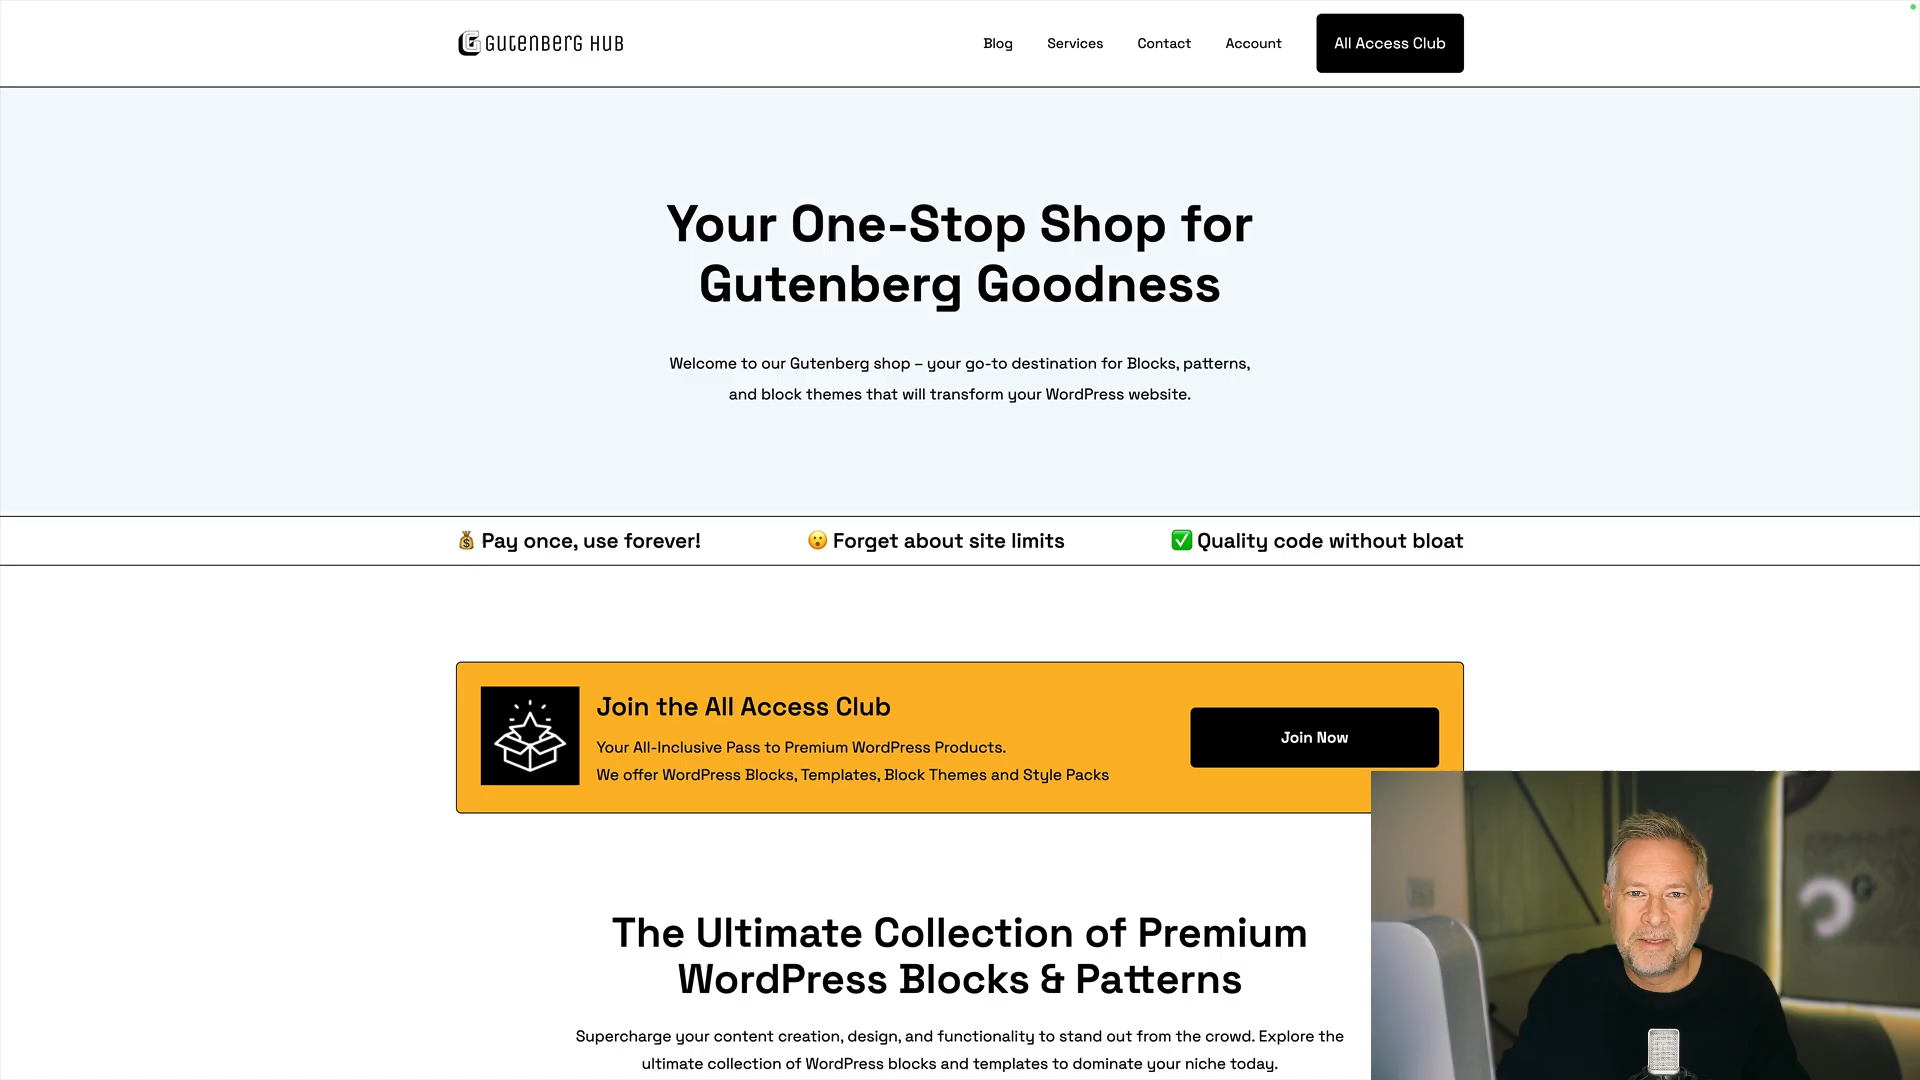 GUTENBERG HUB
Blog
Services
Contact
Account
All Access Club
Your One-Stop Shop for
Gutenberg Goodness
Welcome to our Gutenberg shop – your go-to destination for Blocks, patterns,
and block themes that will transform your WordPress website.
💰 Pay once, use forever!
😮 Forget about site limits
✅ Quality code without bloat
Join the All Access Club
Your All-Inclusive Pass to Premium WordPress Products.
We offer WordPress Blocks, Templates, Block Themes and Style Packs
Join Now
The Ultimate Collection of Premium
WordPress Blocks & Patterns
Supercharge your content creation, design, and functionality to stand out from the crowd. Explore the
ultimate collection of WordPress blocks and templates to dominate your niche today.